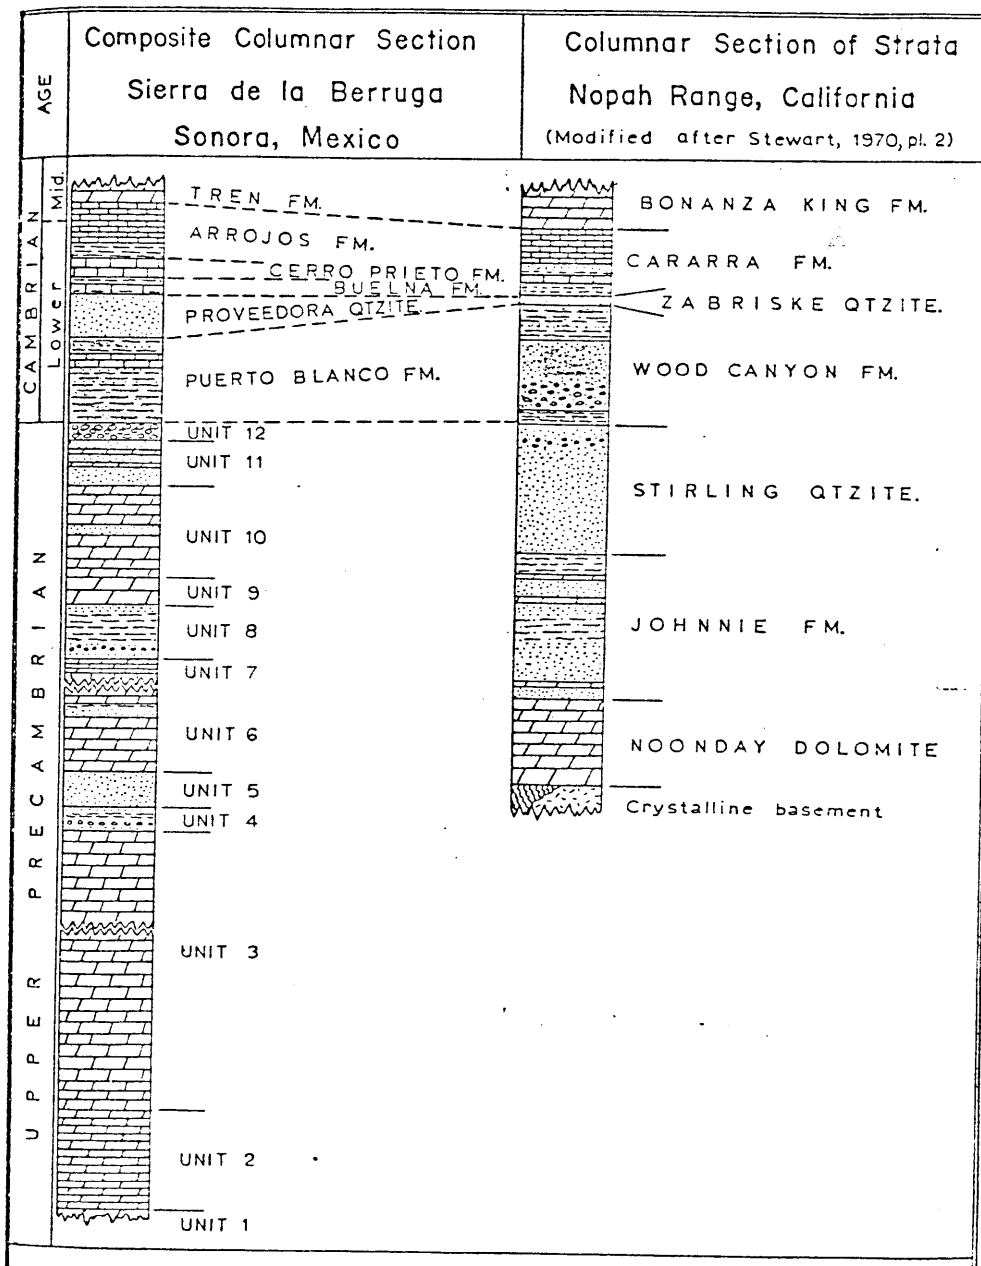 AGE
Composite Columnar Section
Sierra de la Berruga
Sonora, Mexico
Columnar Section of Strata
Nopah Range, California
(Modified after Stewart, 1970, pl. 2)
CAMBRIAN
Mid
Lower
UPPER PRECAMBRIAN
TREN FM.
ARROJOS FM.
CERRO PRIETO FM.
BUELNA FM.
PROVEEDORA QTZITE
PUERTO BLANCO FM.
UNIT 12
UNIT 11
UNIT 10
UNIT 9
UNIT 8
UNIT 7
UNIT 6
UNIT 5
UNIT 4
UNIT 3
UNIT 2
UNIT 1
BONANZA KING FM.
CARARRA FM.
ZABRISKE QTZITE.
WOOD CANYON FM.
STIRLING QTZITE.
JOHNNIE FM.
NOONDAY DOLOMITE
Crystalline basement